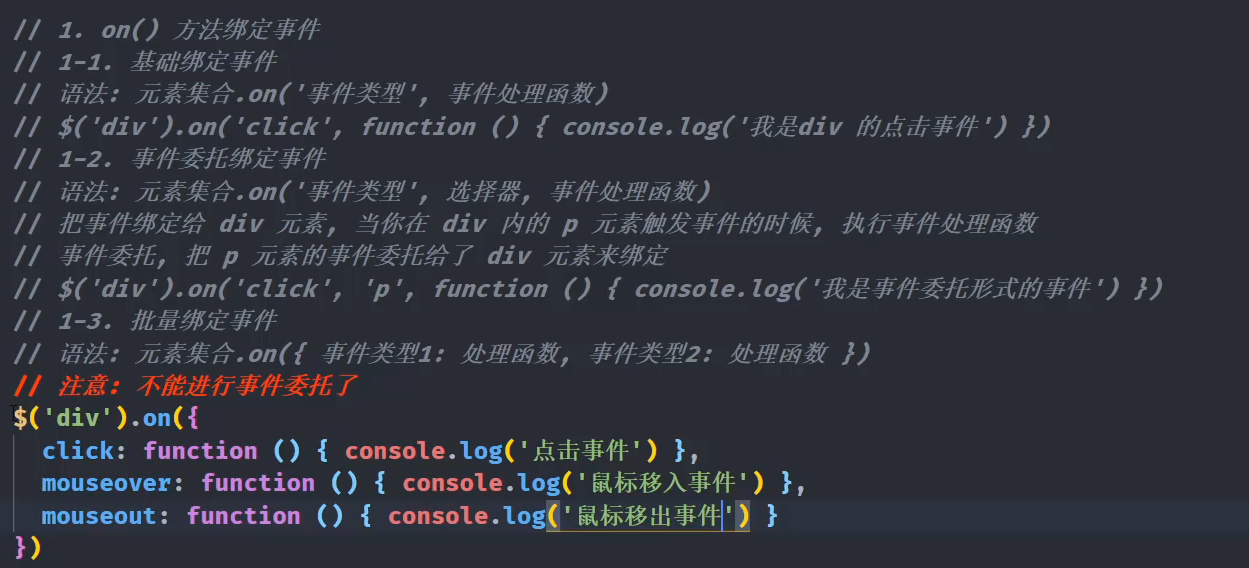 // 1. on() 方法绑定事件
// 1-1. 基础绑定事件
// 语法: 元素集合.on('事件类型', 事件处理函数)
// $('div').on('click', function () { console.log('我是div 的点击事件') })
// 1-2. 事件委托绑定事件
// 语法: 元素集合.on('事件类型', 选择器, 事件处理函数)
// 把事件绑定给 div 元素, 当你在 div 内的 p 元素触发事件的时候, 执行事件处理函数
// 事件委托, 把 p 元素的事件委托给了 div 元素来绑定
// $('div').on('click', 'p', function () { console.log('我是事件委托形式的事件') })
// 1-3. 批量绑定事件
// 语法: 元素集合.on({ 事件类型1: 处理函数, 事件类型2: 处理函数 })
// 注意: 不能进行事件委托了
$('div').on({
  click: function () { console.log('点击事件') },
  mouseover: function () { console.log('鼠标移入事件') },
  mouseout: function () { console.log('鼠标移出事件') }
})